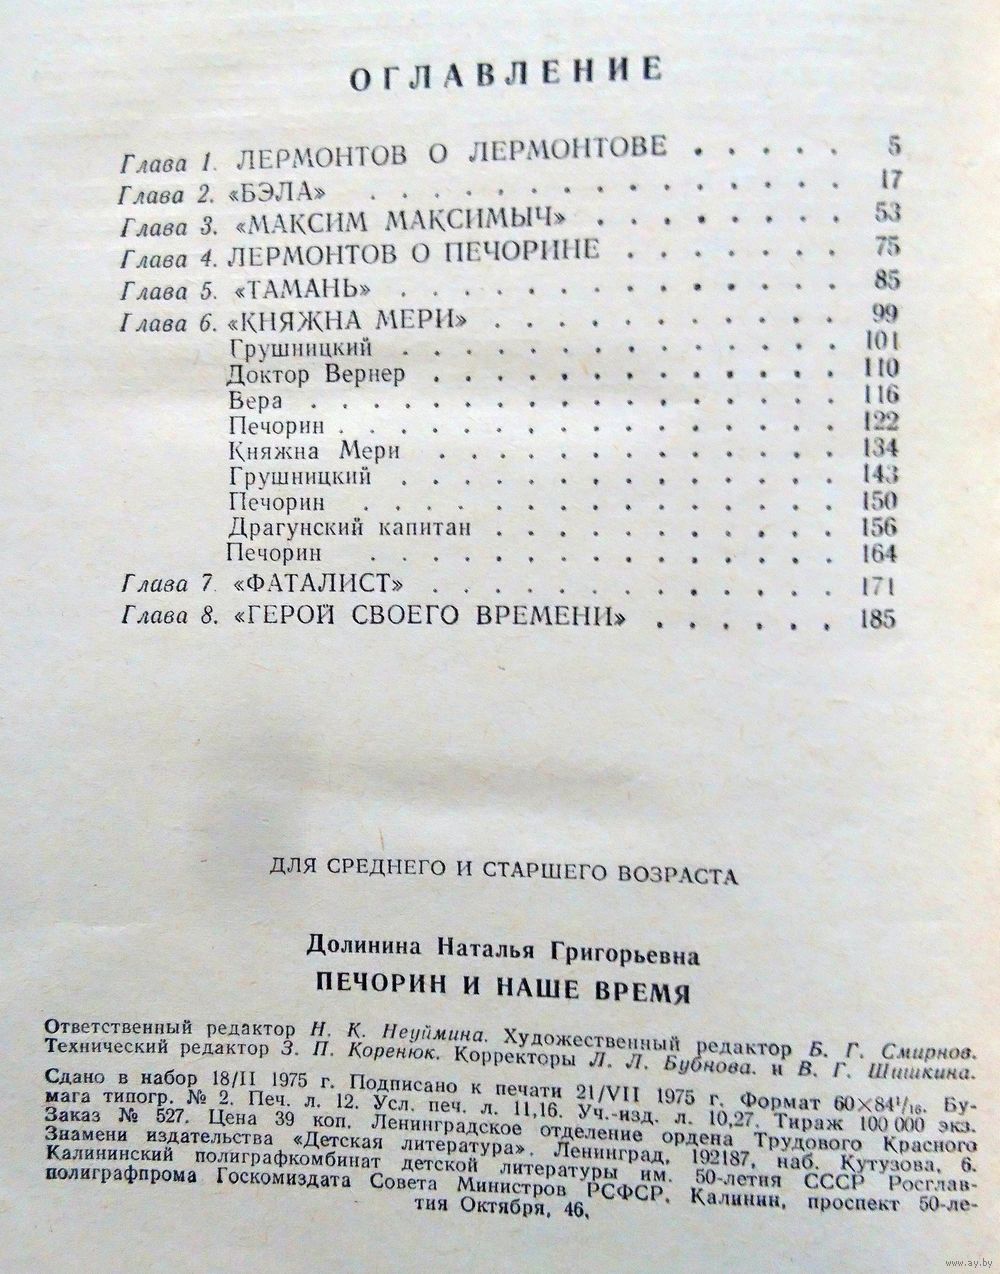 ОГЛАВЛЕНИЕ
Глава 1. ЛЕРМОНТОВ О ЛЕРМОНТОВЕ . . . . . 5
Глава 2. «БЭЛА» . . . . . . . . . . . . . . . 17
Глава 3. «МАКСИМ МАКСИМЫЧ» . . . . . . . . 53
Глава 4. ЛЕРМОНТОВ О ПЕЧОРИНЕ . . . . . . . 75
Глава 5. «ТАМАНЬ» . . . . . . . . . . . . . . 85
Глава 6. «КНЯЖНА МЕРИ» . . . . . . . . . . . 99
Грушницкий . . . . . . . . . . . . . . 101
Доктор Вернер . . . . . . . . . . . . . 110
Вера . . . . . . . . . . . . . . . . . 116
Печорин . . . . . . . . . . . . . . . . 122
Княжна Мери . . . . . . . . . . . . . 134
Грушницкий . . . . . . . . . . . . . . 143
Печорин . . . . . . . . . . . . . . . 150
Драгунский капитан . . . . . . . . . . . 156
Печорин . . . . . . . . . . . . . . . 164
Глава 7 «ФАТАЛИСТ» . . . . . . . . . . . . . 171
Глава 8. «ГЕРОЙ СВОЕГО ВРЕМЕНИ» . . . . . . 185
ДЛЯ СРЕДНЕГО И СТАРШЕГО ВОЗРАСТА
Долинина Наталья Григорьевна
ПЕЧОРИН И НАШЕ ВРЕМЯ
Ответственный редактор Н. К. Неуймина. Художественный редактор Б. Г. Смирнов.
Технический редактор З. П. Коренюк. Корректоры Л. Л. Бубнова. и В. Г. Шишкина.
Сдано в набор 18/II 1975 г. Подписано к печати 21/VII 1975 г. Формат 60×84¹/₁₆. Бу-
мага типогр. № 2. Печ. л. 12. Усл. печ. л. 11,16. Уч.-изд. л. 10,27. Тираж 100 000 экз.
Заказ № 527. Цена 39 коп. Ленинградское отделение ордена Трудового Красного
Знамени издательства «Детская литература». Ленинград, 192187, наб. Кутузова, 6.
Калининский полиграфкомбинат детской литературы им. 50-летия СССР Росглав-
полиграфпрома Госкомиздата Совета Министров РСФСР. Калинин, проспект 50-ле-
тия Октября, 46,
www.ay.by